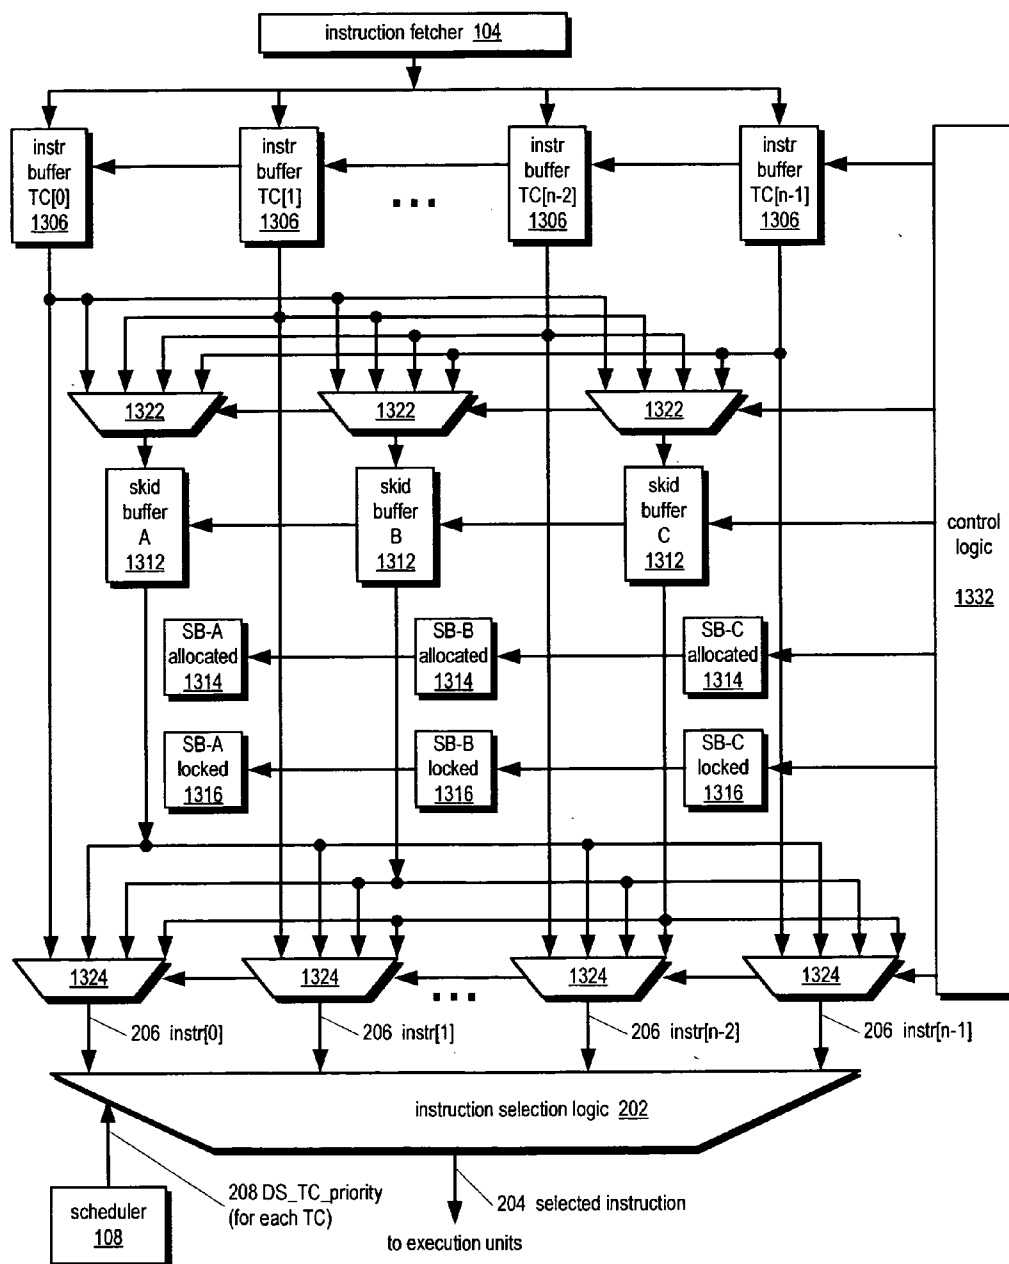 instruction fetcher 104
instr buffer TC[0] 1306
instr buffer TC[1] 1306
instr buffer TC[n-2] 1306
instr buffer TC[n-1] 1306
1322
1322
1322
skid buffer A 1312
skid buffer B 1312
skid buffer C 1312
control logic 1332
SB-A allocated 1314
SB-B allocated 1314
SB-C allocated 1314
SB-A locked 1316
SB-B locked 1316
SB-C locked 1316
1324
1324
1324
1324
206 instr[0]
206 instr[1]
206 instr[n-2]
206 instr[n-1]
instruction selection logic 202
208 DS_TC_priority
(for each TC)
204 selected instruction
scheduler
108
to execution units